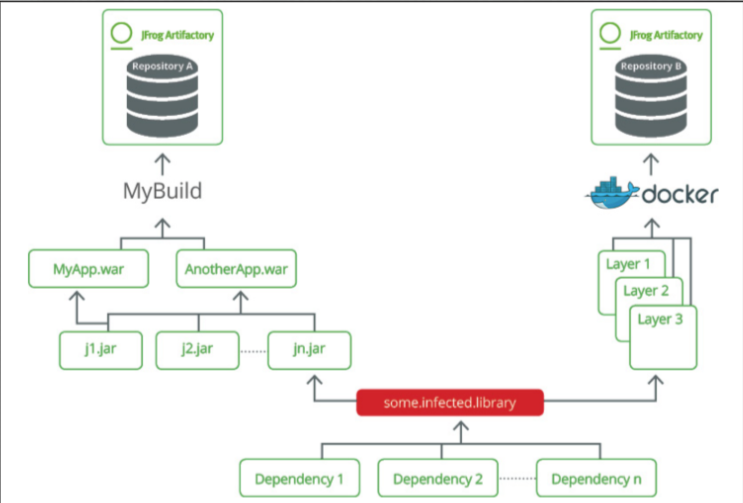 JFrog Artifactory
Repository A
JFrog Artifactory
Repository B
MyBuild
docker
MyApp.war
AnotherApp.war
Layer 1
Layer 2
Layer 3
j1.jar
j2.jar
jn.jar
some.infected.library
Dependency 1
Dependency 2
Dependency n